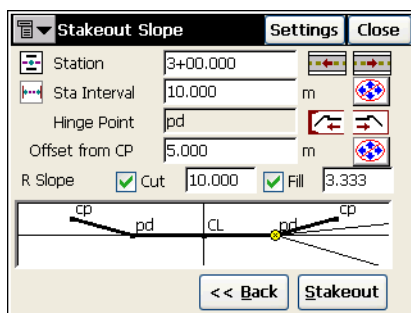 Stakeout Slope Settings Close
Station 3+00.000
Sta Interval 10.000 m
Hinge Point pd
Offset from CP 5.000 m
R Slope Cut 10.000 Fill 3.333
cp pd CL pd cp
<< Back Stakeout